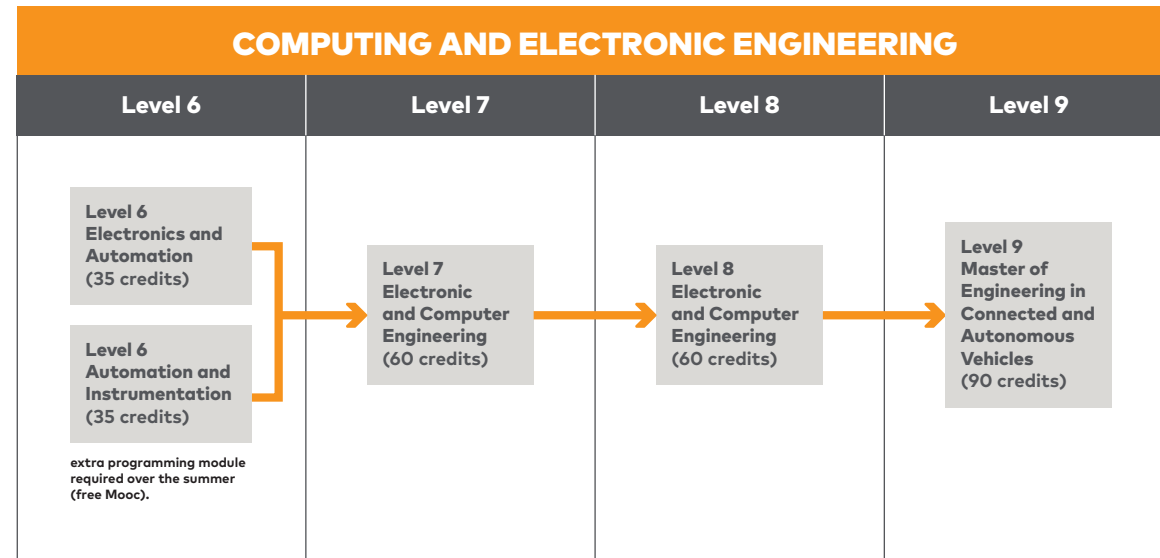 COMPUTING AND ELECTRONIC ENGINEERING
Level 6
Level 7
Level 8
Level 9
Level 6
Electronics and
Automation
(35 credits)
Level 6
Automation and
Instrumentation
(35 credits)
extra programming module
required over the summer
(free Mooc).
Level 7
Electronic
and Computer
Engineering
(60 credits)
Level 8
Electronic
and Computer
Engineering
(60 credits)
Level 9
Master of
Engineering in
Connected and
Autonomous
Vehicles
(90 credits)